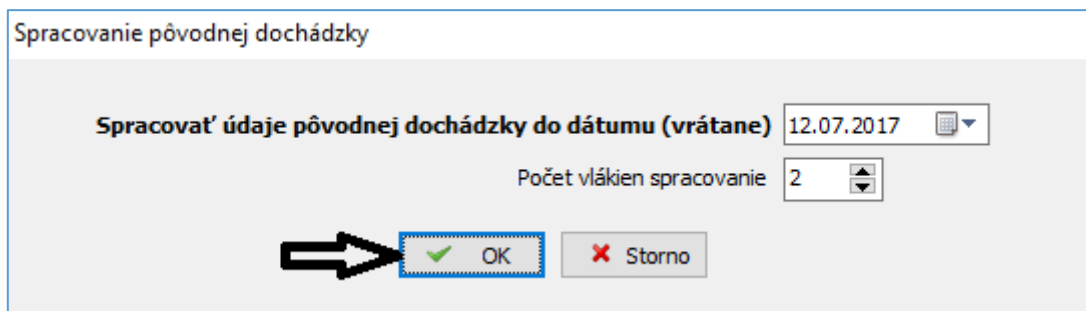 Spracovanie pôvodnej dochádzky
Spracovať údaje pôvodnej dochádzky do dátumu (vrátane) 12.07.2017
Počet vlákien spracovanie 2
OK Storno